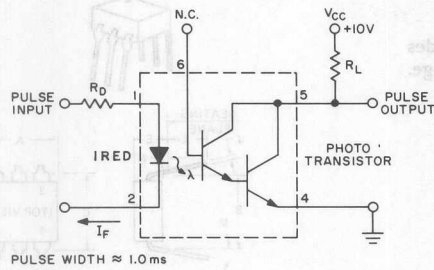 N.C.
VCC
+10V
RD
RL
6
1
5
PULSE INPUT
PULSE OUTPUT
IRED
λ
PHOTO TRANSISTOR
2
4
IF
PULSE WIDTH ≈ 1.0 ms